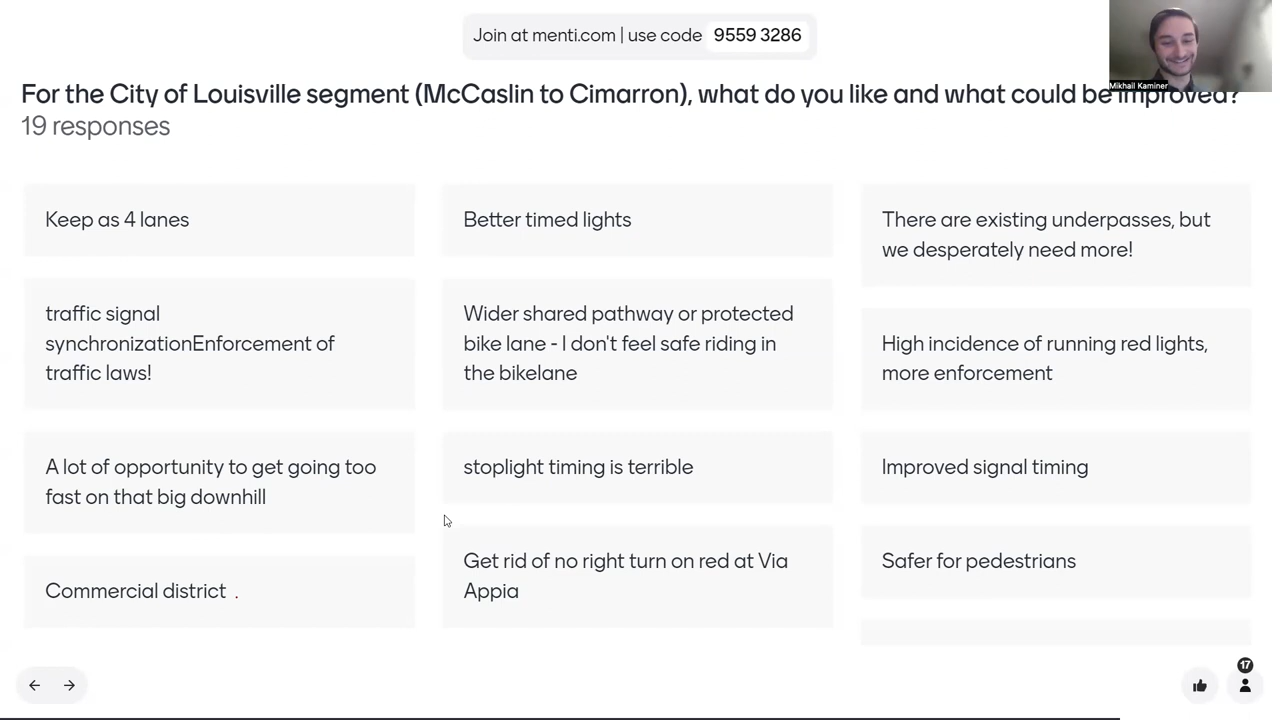 Join at menti.com | use code 9559 3286
Mikhail Kaminer
For the City of Louisville segment (McCaslin to Cimarron), what do you like and what could be improved?
19 responses
Keep as 4 lanes
traffic signal
synchronizationEnforcement of
traffic laws!
A lot of opportunity to get going too
fast on that big downhill
Commercial district .
Better timed lights
Wider shared pathway or protected
bike lane - I don't feel safe riding in
the bikelane
stoplight timing is terrible
Get rid of no right turn on red at Via
Appia
There are existing underpasses, but
we desperately need more!
High incidence of running red lights,
more enforcement
Improved signal timing
Safer for pedestrians
17